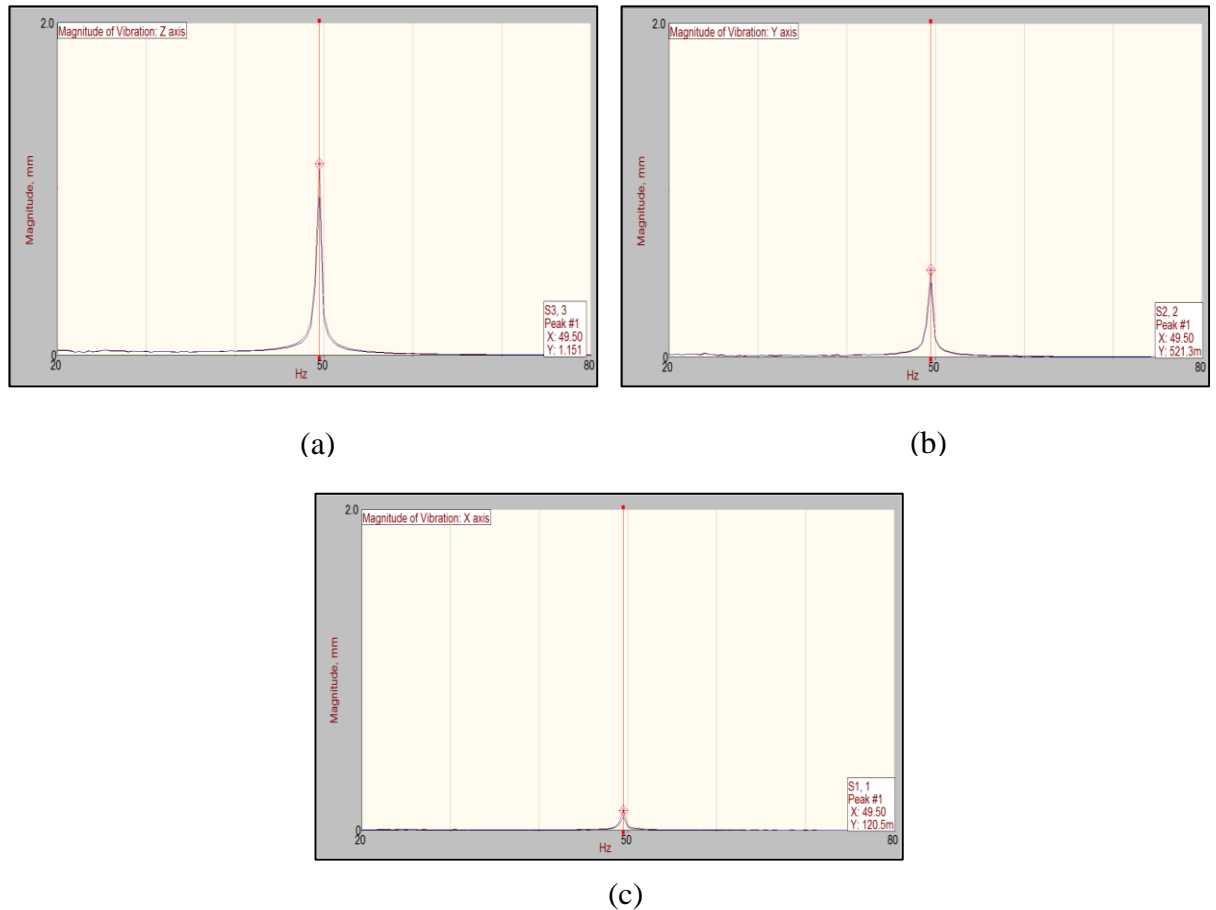 2.0
Magnitude of Vibration: Z axis
Magnitude, mm
S3, 3
Peak #1
X: 49.50
Y: 1.151
0
20
50
80
Hz
(a)
2.0
Magnitude of Vibration: Y axis
Magnitude, mm
S2, 2
Peak #1
X: 49.50
Y: 521.3m
0
20
50
80
Hz
(b)
2.0
Magnitude of Vibration: X axis
Magnitude, mm
S1, 1
Peak #1
X: 49.50
Y: 120.5m
0
20
50
80
Hz
(c)